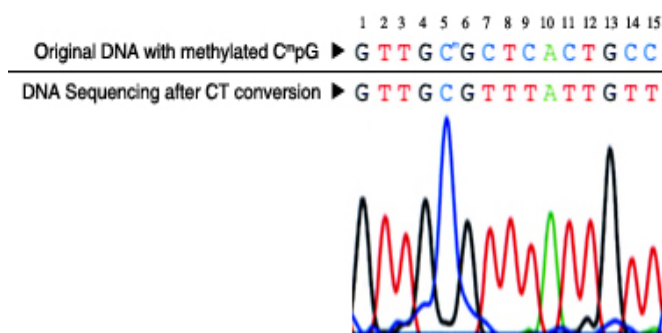 1 2 3 4 5 6 7 8 9 10 11 12 13 14 15
Original DNA with methylated CᵐpG ▶ G T T G Cᵐ G C T C A C T G C C
DNA Sequencing after CT conversion ▶ G T T G C G T T T A T T G T T